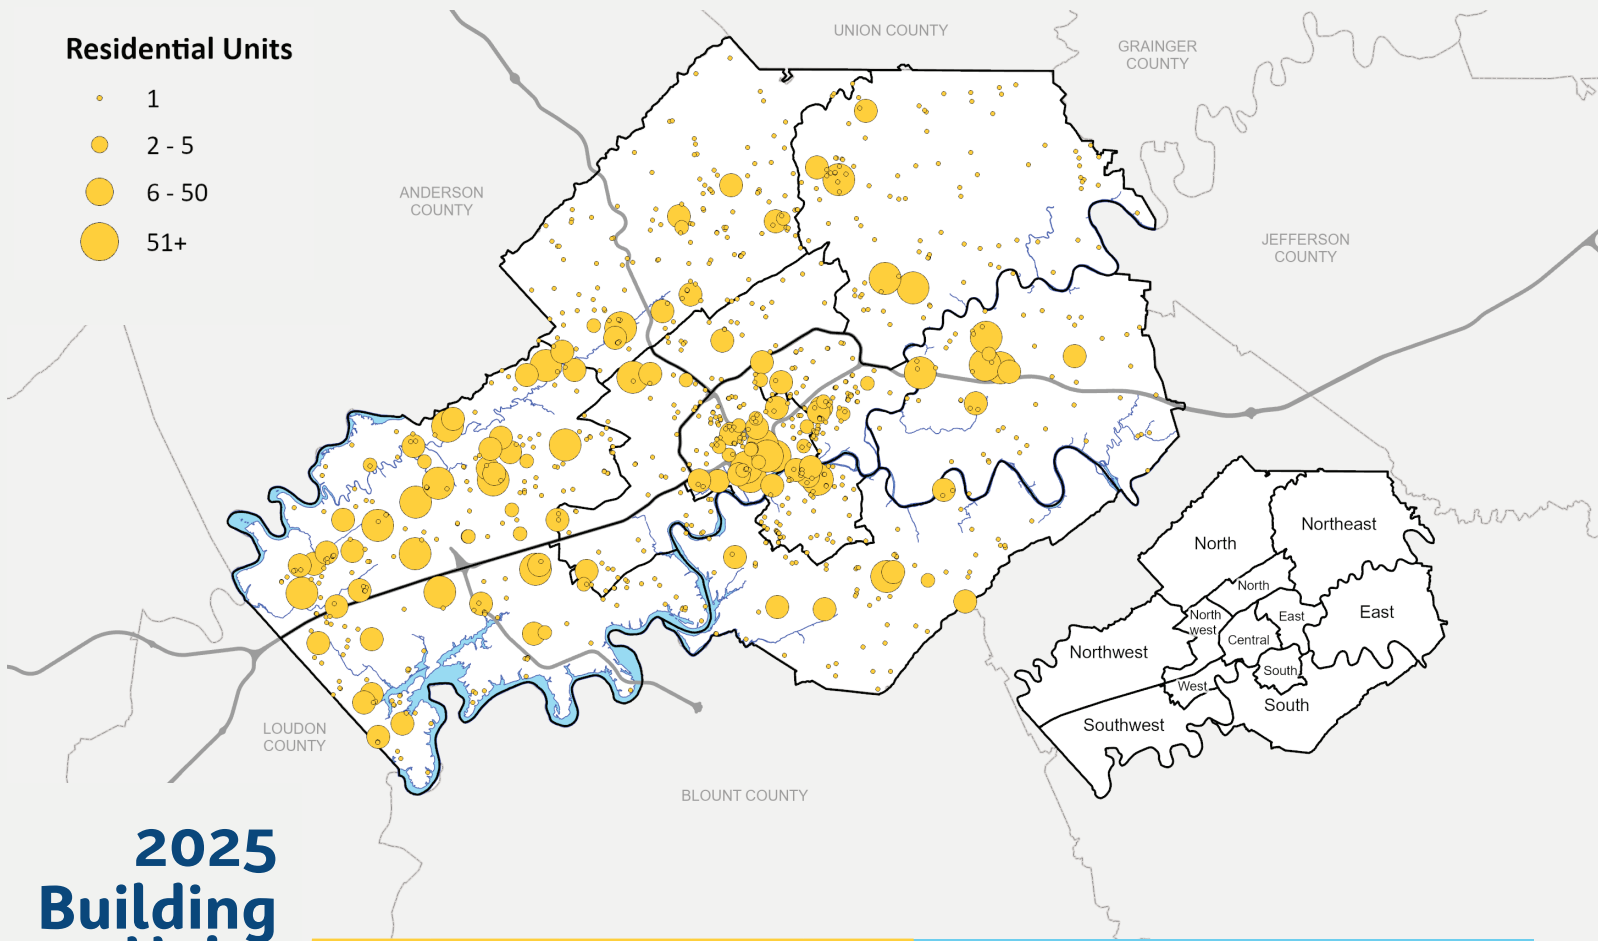 Residential Units
1
2 - 5
6 - 50
51+
UNION COUNTY
GRAINGER
COUNTY
ANDERSON
COUNTY
JEFFERSON
COUNTY
LOUDON
COUNTY
BLOUNT COUNTY
North
Northeast
North
North
west
East
East
Central
Northwest
South
West
South
Southwest
2025
Building